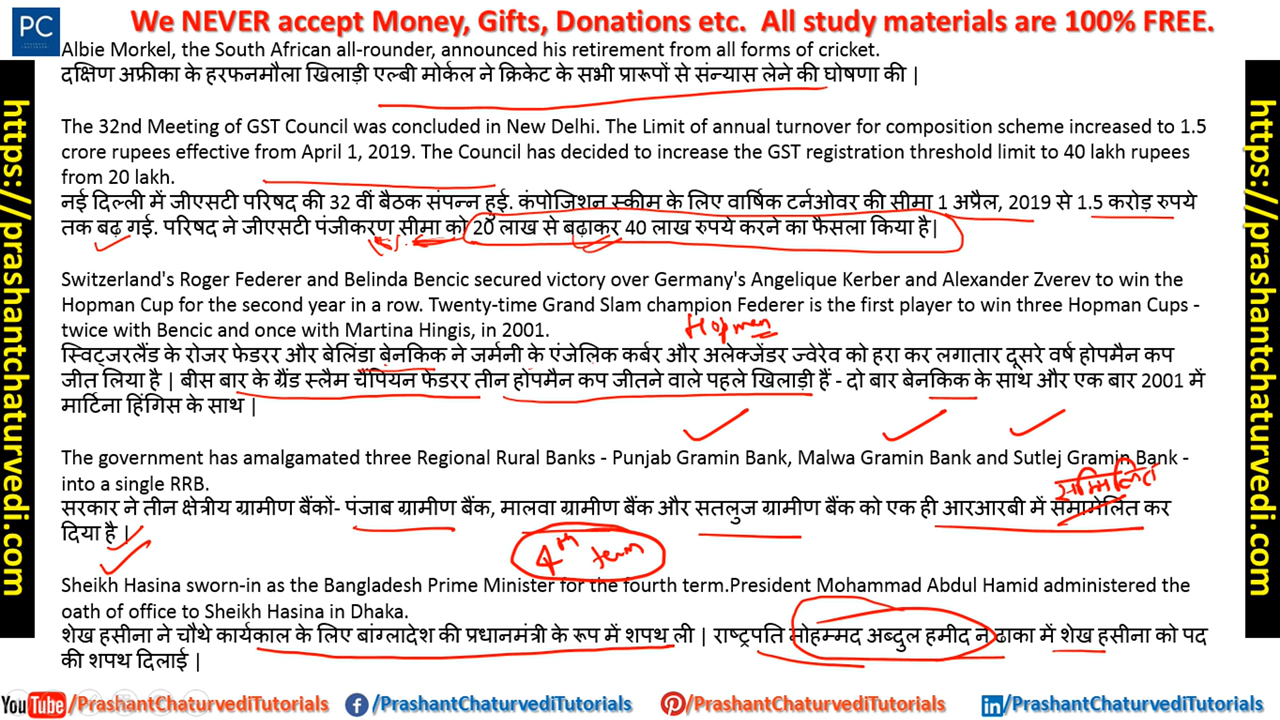 PC
We NEVER accept Money, Gifts, Donations etc. All study materials are 100% FREE.
Albie Morkel, the South African all-rounder, announced his retirement from all forms of cricket.
दक्षिण अफ्रीका के हरफनमौला खिलाड़ी एल्बी मोर्कल ने क्रिकेट के सभी प्रारूपों से संन्यास लेने की घोषणा की |
The 32nd Meeting of GST Council was concluded in New Delhi. The Limit of annual turnover for composition scheme increased to 1.5
crore rupees effective from April 1, 2019. The Council has decided to increase the GST registration threshold limit to 40 lakh rupees
from 20 lakh.
नई दिल्ली में जीएसटी परिषद की 32 वीं बैठक संपन्न हुई. कंपोजिशन स्कीम के लिए वार्षिक टर्नओवर की सीमा 1 अप्रैल, 2019 से 1.5 करोड़ रुपये
तक बढ़ गई. परिषद ने जीएसटी पंजीकरण सीमा को 20 लाख से बढ़ाकर 40 लाख रुपये करने का फैसला किया है|
Switzerland's Roger Federer and Belinda Bencic secured victory over Germany's Angelique Kerber and Alexander Zverev to win the
Hopman Cup for the second year in a row. Twenty-time Grand Slam champion Federer is the first player to win three Hopman Cups -
twice with Bencic and once with Martina Hingis, in 2001.
Hopmen
स्विट्जरलैंड के रोजर फेडरर और बेलिंडा बेनकिक ने जर्मनी के एंजेलिक कर्बर और अलेक्जेंडर ज्वेरेव को हरा कर लगातार दूसरे वर्ष होपमैन कप
जीत लिया है | बीस बार के ग्रैंड स्लैम चैंपियन फेडरर तीन होपमैन कप जीतने वाले पहले खिलाड़ी हैं - दो बार बेनकिक के साथ और एक बार 2001 में
मार्टिना हिंगिस के साथ |
The government has amalgamated three Regional Rural Banks - Punjab Gramin Bank, Malwa Gramin Bank and Sutlej Gramin Bank -
into a single RRB.
सम्मिलित
सरकार ने तीन क्षेत्रीय ग्रामीण बैंकों- पंजाब ग्रामीण बैंक, मालवा ग्रामीण बैंक और सतलुज ग्रामीण बैंक को एक ही आरआरबी में समामेलित कर
दिया है |
4th term
Sheikh Hasina sworn-in as the Bangladesh Prime Minister for the fourth term.President Mohammad Abdul Hamid administered the
oath of office to Sheikh Hasina in Dhaka.
शेख हसीना ने चौथे कार्यकाल के लिए बांग्लादेश की प्रधानमंत्री के रूप में शपथ ली | राष्ट्रपति मोहम्मद अब्दुल हमीद ने ढाका में शेख हसीना को पद
की शपथ दिलाई |
https://prashantchaturvedi.com
https://prashantchaturvedi.com
YouTube/PrashantChaturvediTutorials
/PrashantChaturvediTutorials
/PrashantChaturvediTutorials
/PrashantChaturvediTutorials